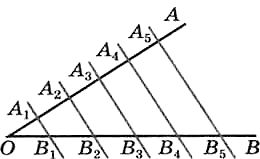 A
A₅
A₄
A₃
A₂
A₁
O B₁ B₂ B₃ B₄ B₅ B